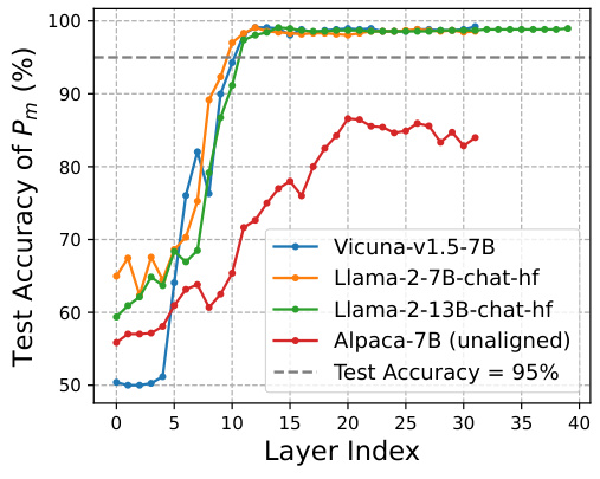 Test Accuracy of Pm (%)
100
90
80
70
60
50
Vicuna-v1.5-7B
Llama-2-7B-chat-hf
Llama-2-13B-chat-hf
Alpaca-7B (unaligned)
Test Accuracy = 95%
0 5 10 15 20 25 30 35 40
Layer Index